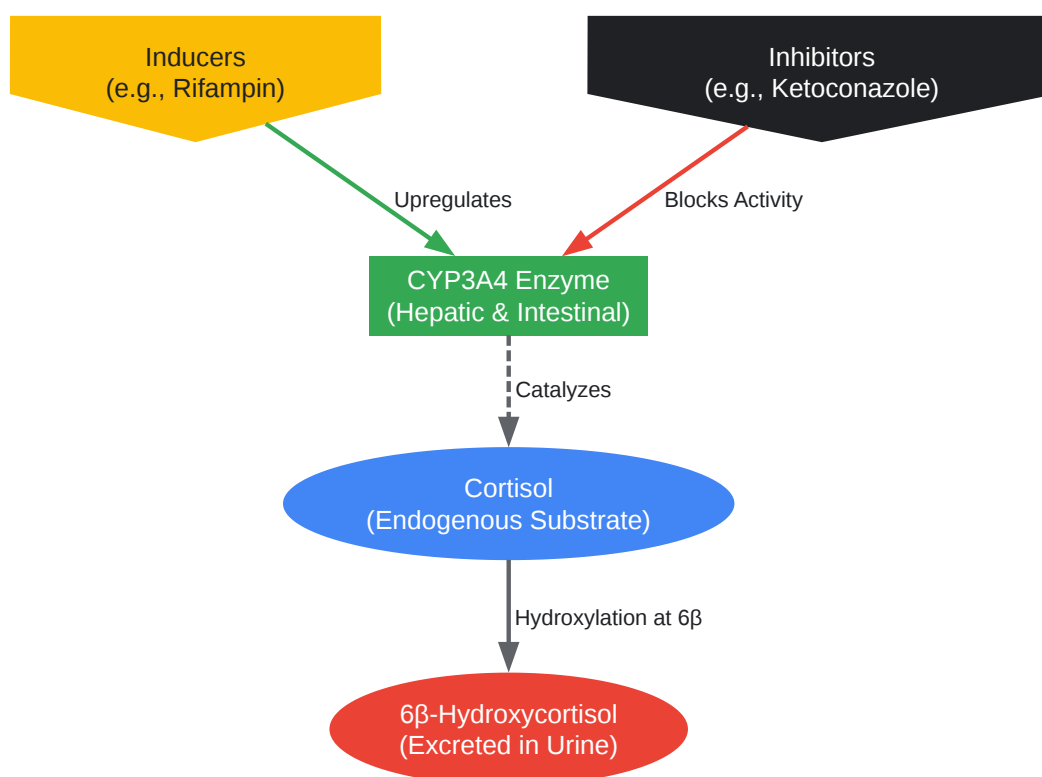 Inducers
(e.g., Rifampin)
Inhibitors
(e.g., Ketoconazole)
Upregulates
Blocks Activity
CYP3A4 Enzyme
(Hepatic & Intestinal)
Catalyzes
Cortisol
(Endogenous Substrate)
Hydroxylation at 6β
6β-Hydroxycortisol
(Excreted in Urine)